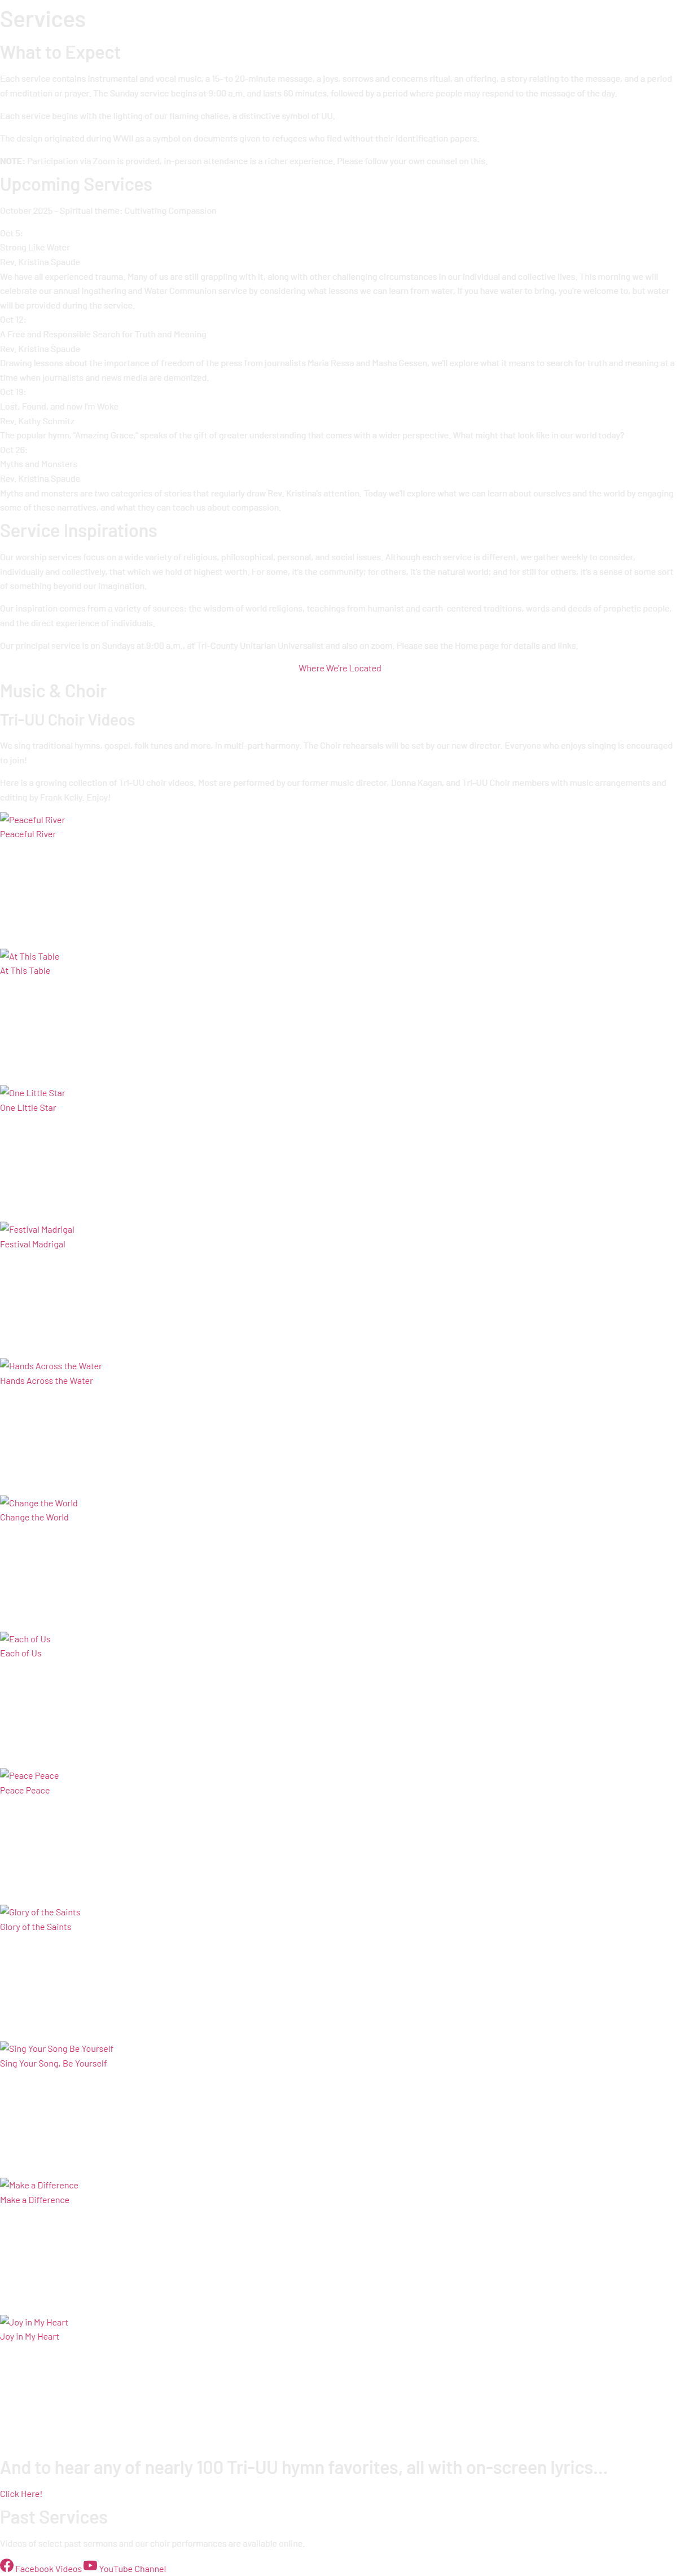 Services
What to Expect
Each service contains instrumental and vocal music, a 15- to 20-minute message, a joys, sorrows and concerns ritual, an offering, a story relating to the message, and a period
of meditation or prayer. The Sunday service begins at 9:00 a.m. and lasts 60 minutes, followed by a period where people may respond to the message of the day.
Each service begins with the lighting of our flaming chalice, a distinctive symbol of UU.
The design originated during WWII as a symbol on documents given to refugees who fled without their identification papers.
NOTE: Participation via Zoom is provided, in-person attendance is a richer experience. Please follow your own counsel on this.
Upcoming Services
October 2025 - Spiritual theme: Cultivating Compassion
Oct 5:
Strong Like Water
Rev. Kristina Spaude
We have all experienced trauma. Many of us are still grappling with it, along with other challenging circumstances in our individual and collective lives. This morning we will
celebrate our annual Ingathering and Water Communion service by considering what lessons we can learn from water. If you have water to bring, you're welcome to, but water
will be provided during the service.
Oct 12:
A Free and Responsible Search for Truth and Meaning
Rev. Kristina Spaude
Drawing lessons about the importance of freedom of the press from journalists Maria Ressa and Masha Gessen, we'll explore what it means to search for truth and meaning at a
time when journalists and news media are demonized.
Oct 19:
Lost, Found, and now I'm Woke
Rev. Kathy Schmitz
The popular hymn, "Amazing Grace," speaks of the gift of greater understanding that comes with a wider perspective. What might that look like in our world today?
Oct 26:
Myths and Monsters
Rev. Kristina Spaude
Myths and monsters are two categories of stories that regularly draw Rev. Kristina's attention. Today we'll explore what we can learn about ourselves and the world by engaging
some of these narratives, and what they can teach us about compassion.
Service Inspirations
Our worship services focus on a wide variety of religious, philosophical, personal, and social issues. Although each service is different, we gather weekly to consider,
individually and collectively, that which we hold of highest worth. For some, it's the community; for others, it's the natural world; and for still for others, it's a sense of some sort
of something beyond our imagination.
Our inspiration comes from a variety of sources: the wisdom of world religions, teachings from humanist and earth-centered traditions, words and deeds of prophetic people,
and the direct experience of individuals.
Our principal service is on Sundays at 9:00 a.m., at Tri-County Unitarian Universalist and also on zoom. Please see the Home page for details and links.
Where We're Located
Music & Choir
Tri-UU Choir Videos
We sing traditional hymns, gospel, folk tunes and more, in multi-part harmony. The Choir rehearsals will be set by our new director. Everyone who enjoys singing is encouraged
to join!
Here is a growing collection of Tri-UU choir videos. Most are performed by our former music director, Donna Kagan, and Tri-UU Choir members with music arrangements and
editing by Frank Kelly. Enjoy!
Peaceful River
Peaceful River
At This Table
At This Table
One Little Star
One Little Star
Festival Madrigal
Festival Madrigal
Hands Across the Water
Hands Across the Water
Change the World
Change the World
Each of Us
Each of Us
Peace Peace
Peace Peace
Glory of the Saints
Glory of the Saints
Sing Your Song Be Yourself
Sing Your Song, Be Yourself
Make a Difference
Make a Difference
Joy in My Heart
Joy in My Heart
And to hear any of nearly 100 Tri-UU hymn favorites, all with on-screen lyrics...
Click Here!
Past Services
Videos of select past sermons and our choir performances are available online.
Facebook Videos YouTube Channel